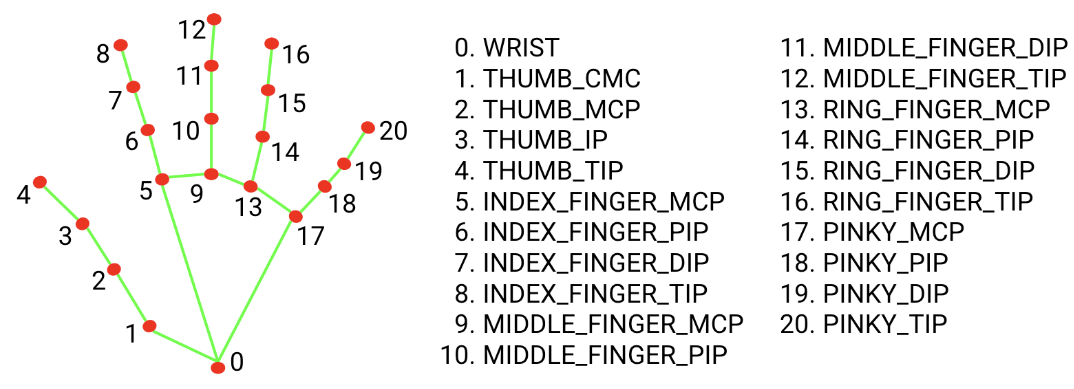 12
8
16
11
7
15
10
6
20
14
19
4
5
9
13
18
3
17
2
1
0
0. WRIST
1. THUMB_CMC
2. THUMB_MCP
3. THUMB_IP
4. THUMB_TIP
5. INDEX_FINGER_MCP
6. INDEX_FINGER_PIP
7. INDEX_FINGER_DIP
8. INDEX_FINGER_TIP
9. MIDDLE_FINGER_MCP
10. MIDDLE_FINGER_PIP
11. MIDDLE_FINGER_DIP
12. MIDDLE_FINGER_TIP
13. RING_FINGER_MCP
14. RING_FINGER_PIP
15. RING_FINGER_DIP
16. RING_FINGER_TIP
17. PINKY_MCP
18. PINKY_PIP
19. PINKY_DIP
20. PINKY_TIP